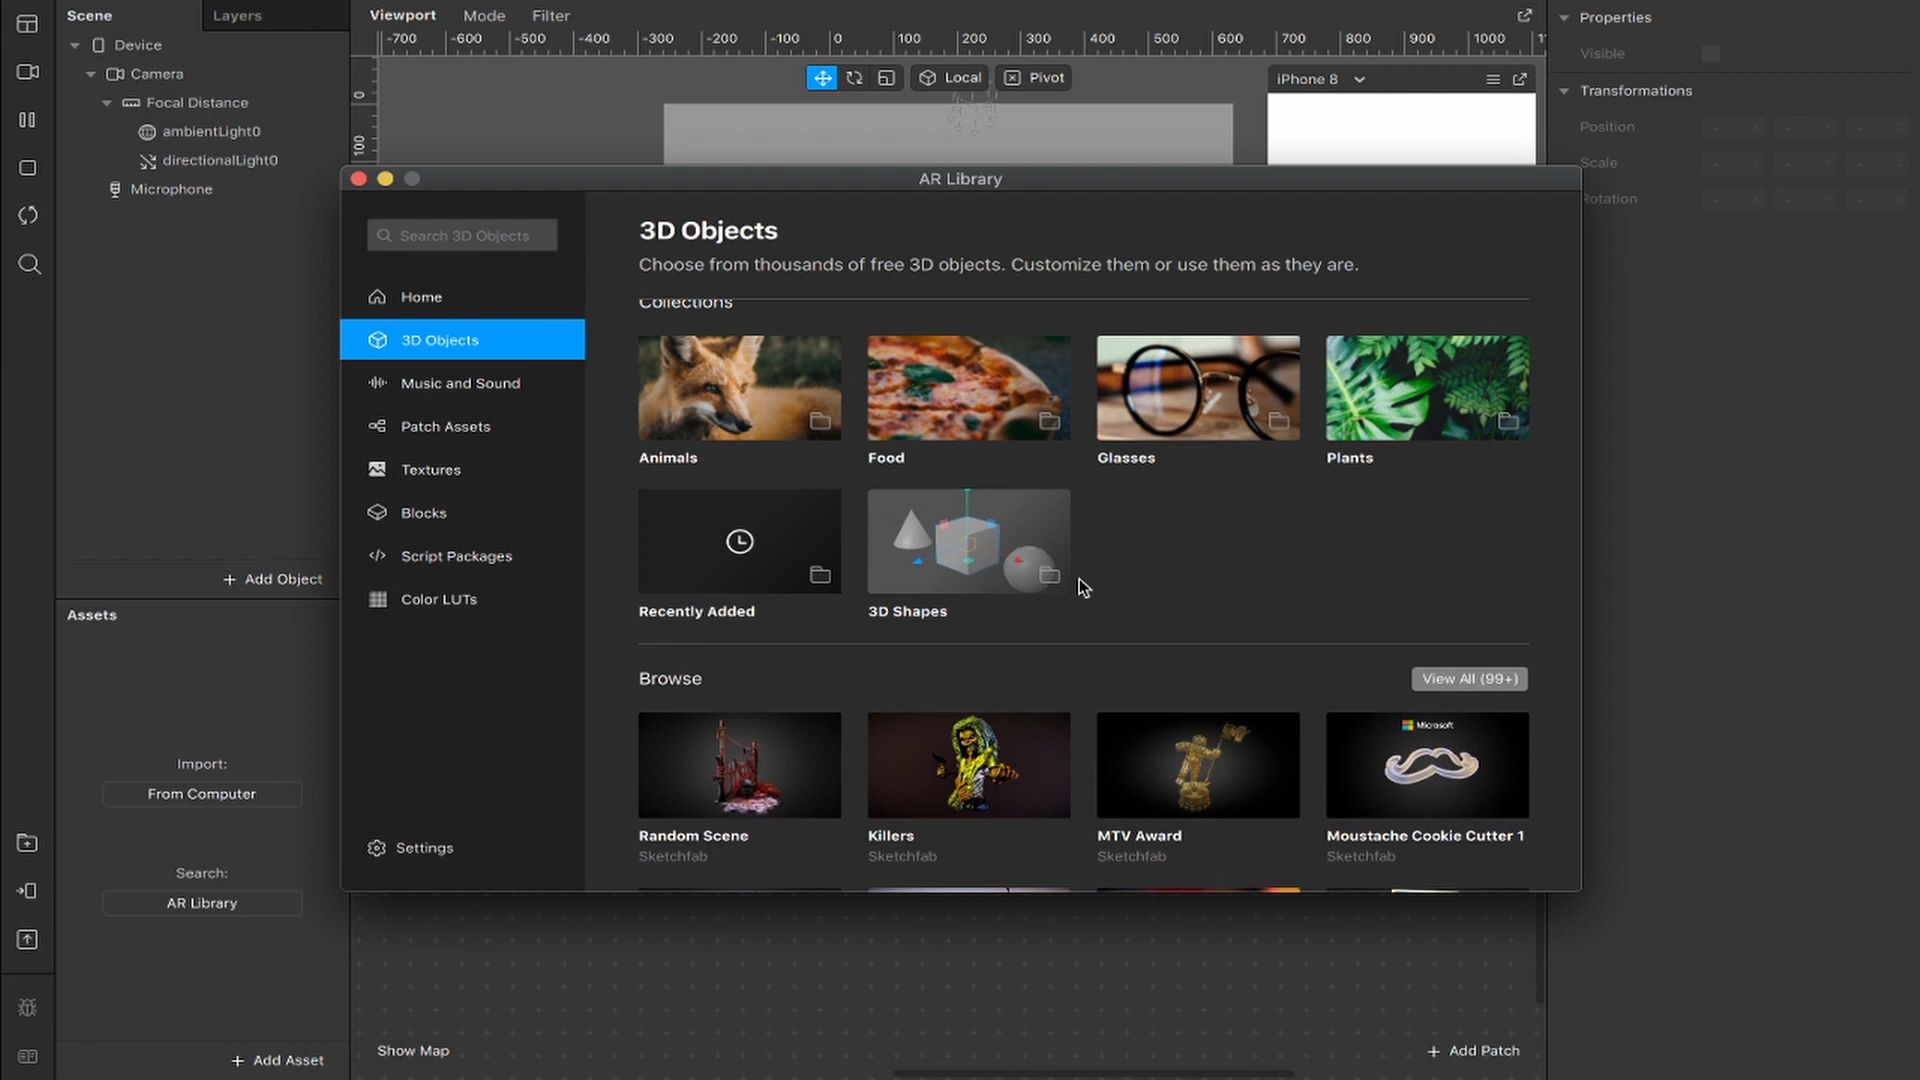 Scene
Layers
Device
Camera
Focal Distance
ambientLight0
directionalLight0
Microphone
+ Add Object
Assets
Import:
From Computer
Search:
AR Library
+ Add Asset
Viewport Mode Filter
-700 -600 -500 -400 -300 -200 -100 0 100 200 300 400 500 600 700 800 900 1000
0
100
Local
Pivot
iPhone 8
Properties
Visible
Transformations
Position
Scale
Rotation
AR Library
Search 3D Objects
Home
3D Objects
Music and Sound
Patch Assets
Textures
Blocks
Script Packages
Color LUTs
Settings
3D Objects
Choose from thousands of free 3D objects. Customize them or use them as they are.
Collections
Animals
Food
Glasses
Plants
Recently Added
3D Shapes
Browse
View All (99+)
Microsoft
Random Scene
Sketchfab
Killers
Sketchfab
MTV Award
Sketchfab
Moustache Cookie Cutter 1
Sketchfab
Show Map
+ Add Patch